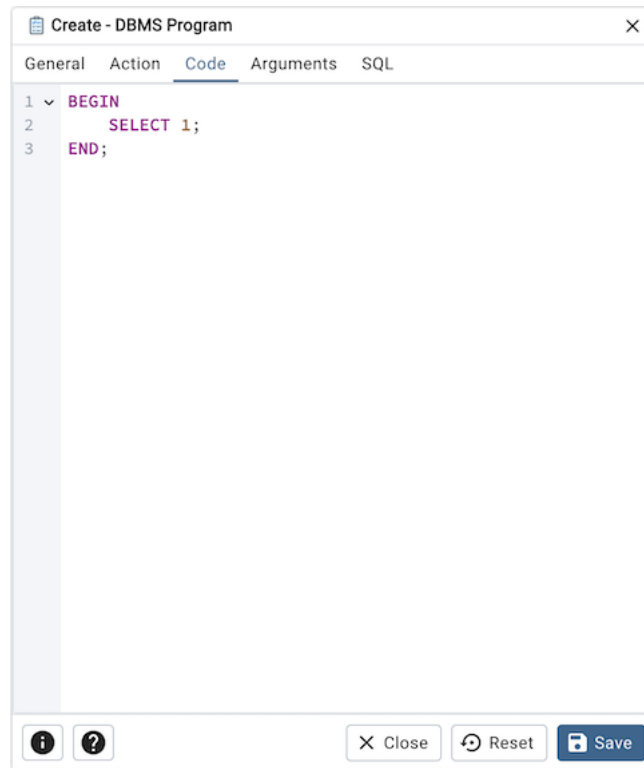 Create - DBMS Program
General Action Code Arguments SQL
1 BEGIN
2     SELECT 1;
3 END;
Close Reset Save